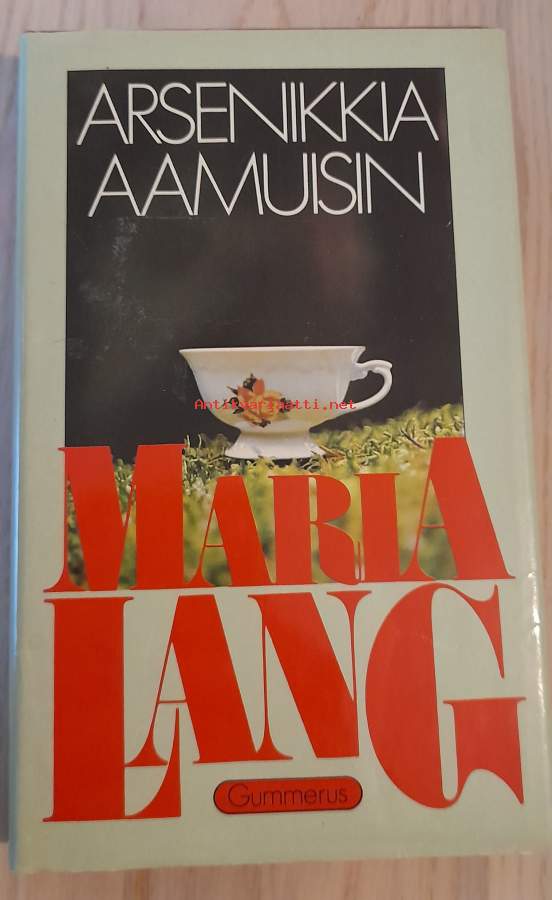 ARSENIKKIA
AAMUISIN
Antikvariaatti.net
MARIA
LANG
Gummerus